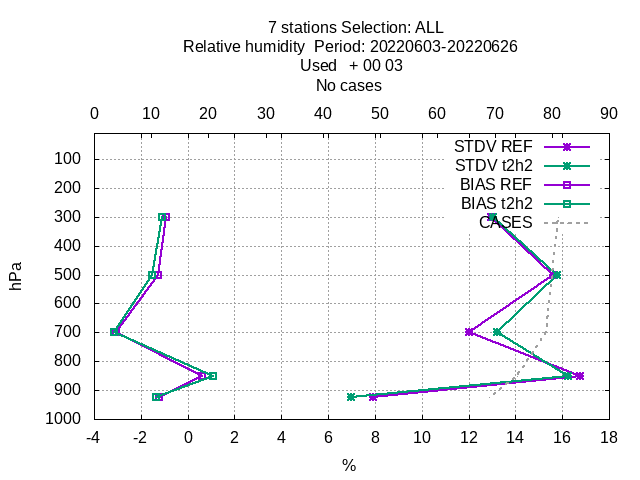 7 stations Selection: ALL
Relative humidity  Period: 20220603-20220626
Used   + 00 03
No cases
0 10 20 30 40 50 60 70 80 90
STDV REF
STDV t2h2
BIAS REF
BIAS t2h2
CASES
100
200
300
400
500
600
700
800
900
1000
hPa
-4 -2 0 2 4 6 8 10 12 14 16 18
%